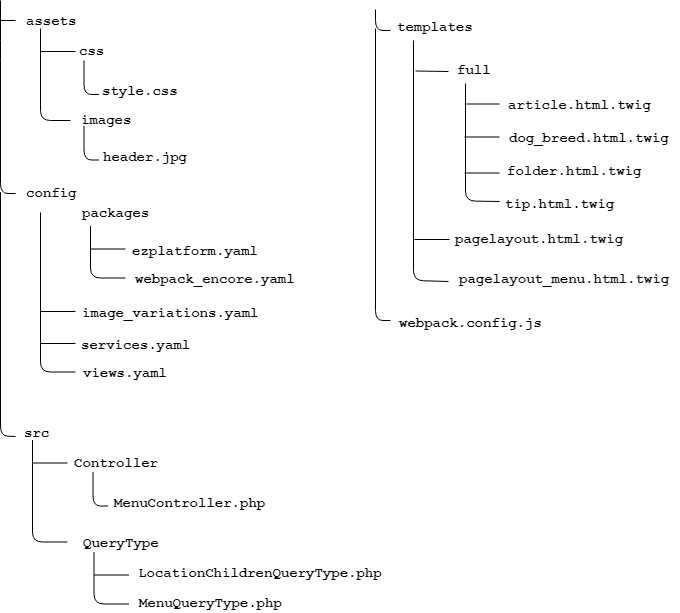 assets
css
style.css
images
header.jpg
config
packages
ezplatform.yaml
webpack_encore.yaml
image_variations.yaml
services.yaml
views.yaml
src
Controller
MenuController.php
QueryType
LocationChildrenQueryType.php
MenuQueryType.php
templates
full
article.html.twig
dog_breed.html.twig
folder.html.twig
tip.html.twig
pagelayout.html.twig
pagelayout_menu.html.twig
webpack.config.js